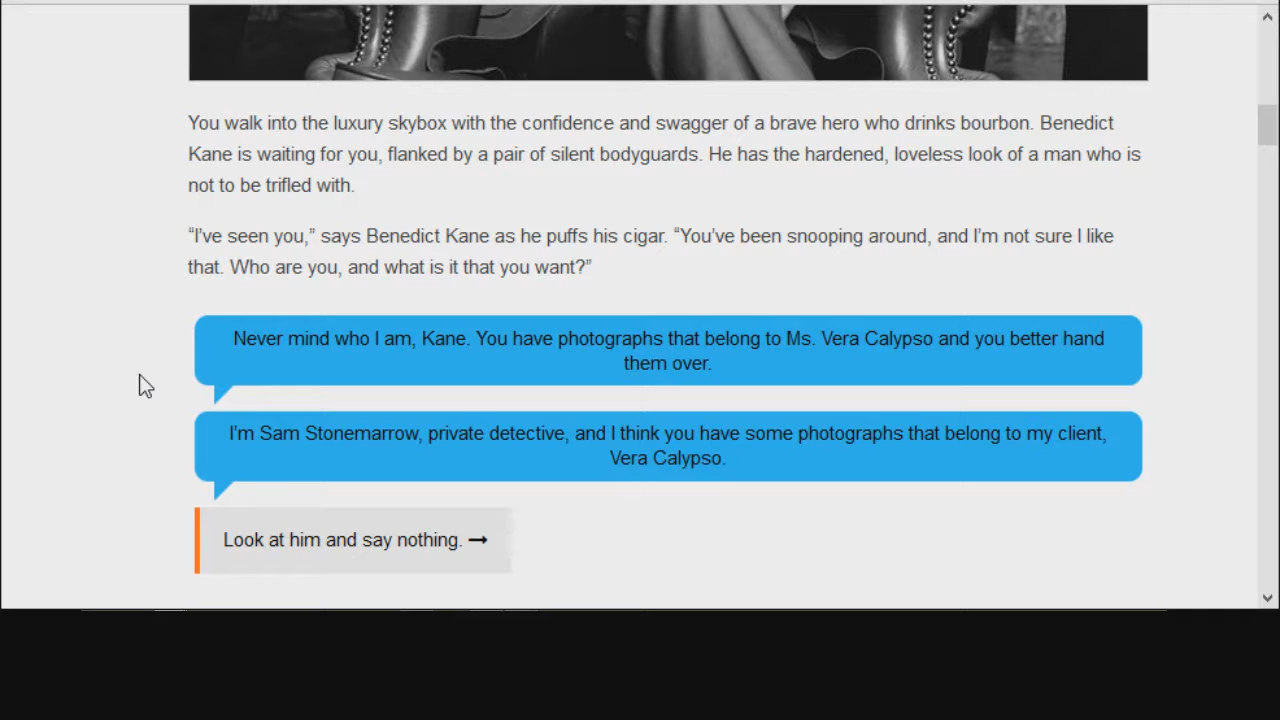 You walk into the luxury skybox with the confidence and swagger of a brave hero who drinks bourbon. Benedict
Kane is waiting for you, flanked by a pair of silent bodyguards. He has the hardened, loveless look of a man who is
not to be trifled with.
“I’ve seen you,” says Benedict Kane as he puffs his cigar. “You’ve been snooping around, and I’m not sure I like
that. Who are you, and what is it that you want?”
Never mind who I am, Kane. You have photographs that belong to Ms. Vera Calypso and you better hand
them over.
I’m Sam Stonemarrow, private detective, and I think you have some photographs that belong to my client,
Vera Calypso.
Look at him and say nothing. ➞